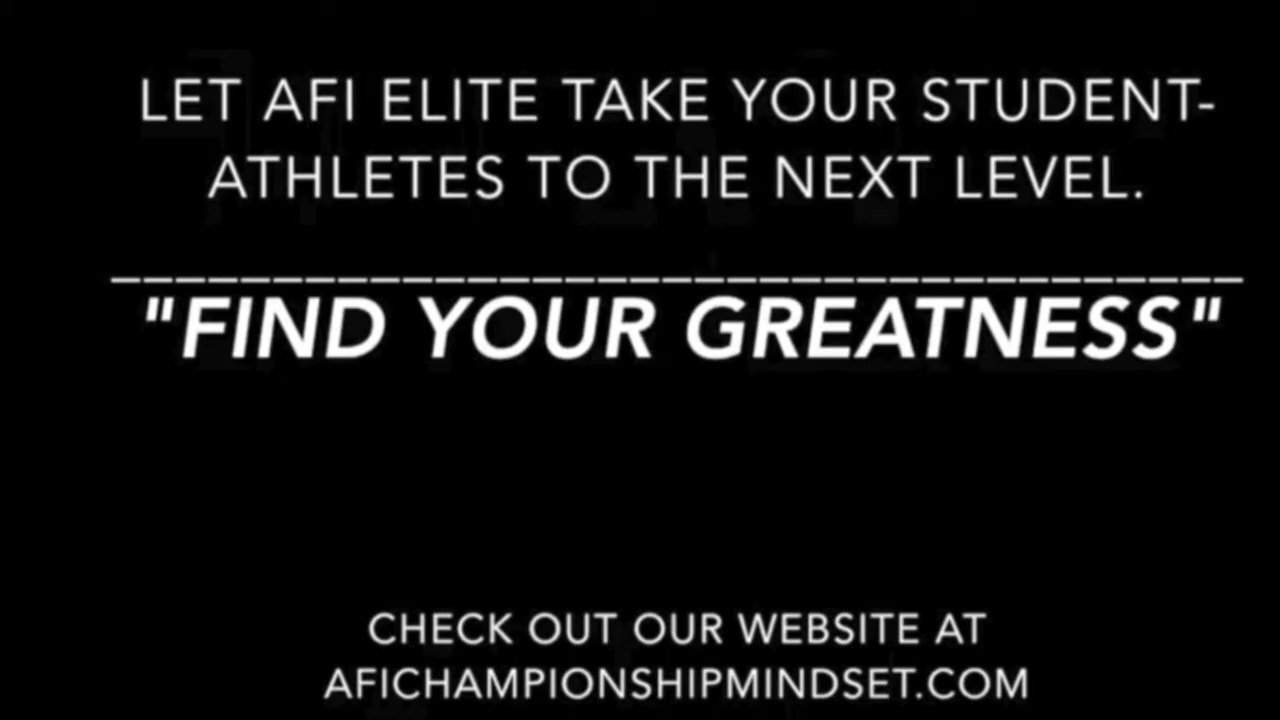 LET AFI ELITE TAKE YOUR STUDENT-
ATHLETES TO THE NEXT LEVEL.
"FIND YOUR GREATNESS"
CHECK OUT OUR WEBSITE AT
AFICHAMPIONSHIPMINDSET.COM